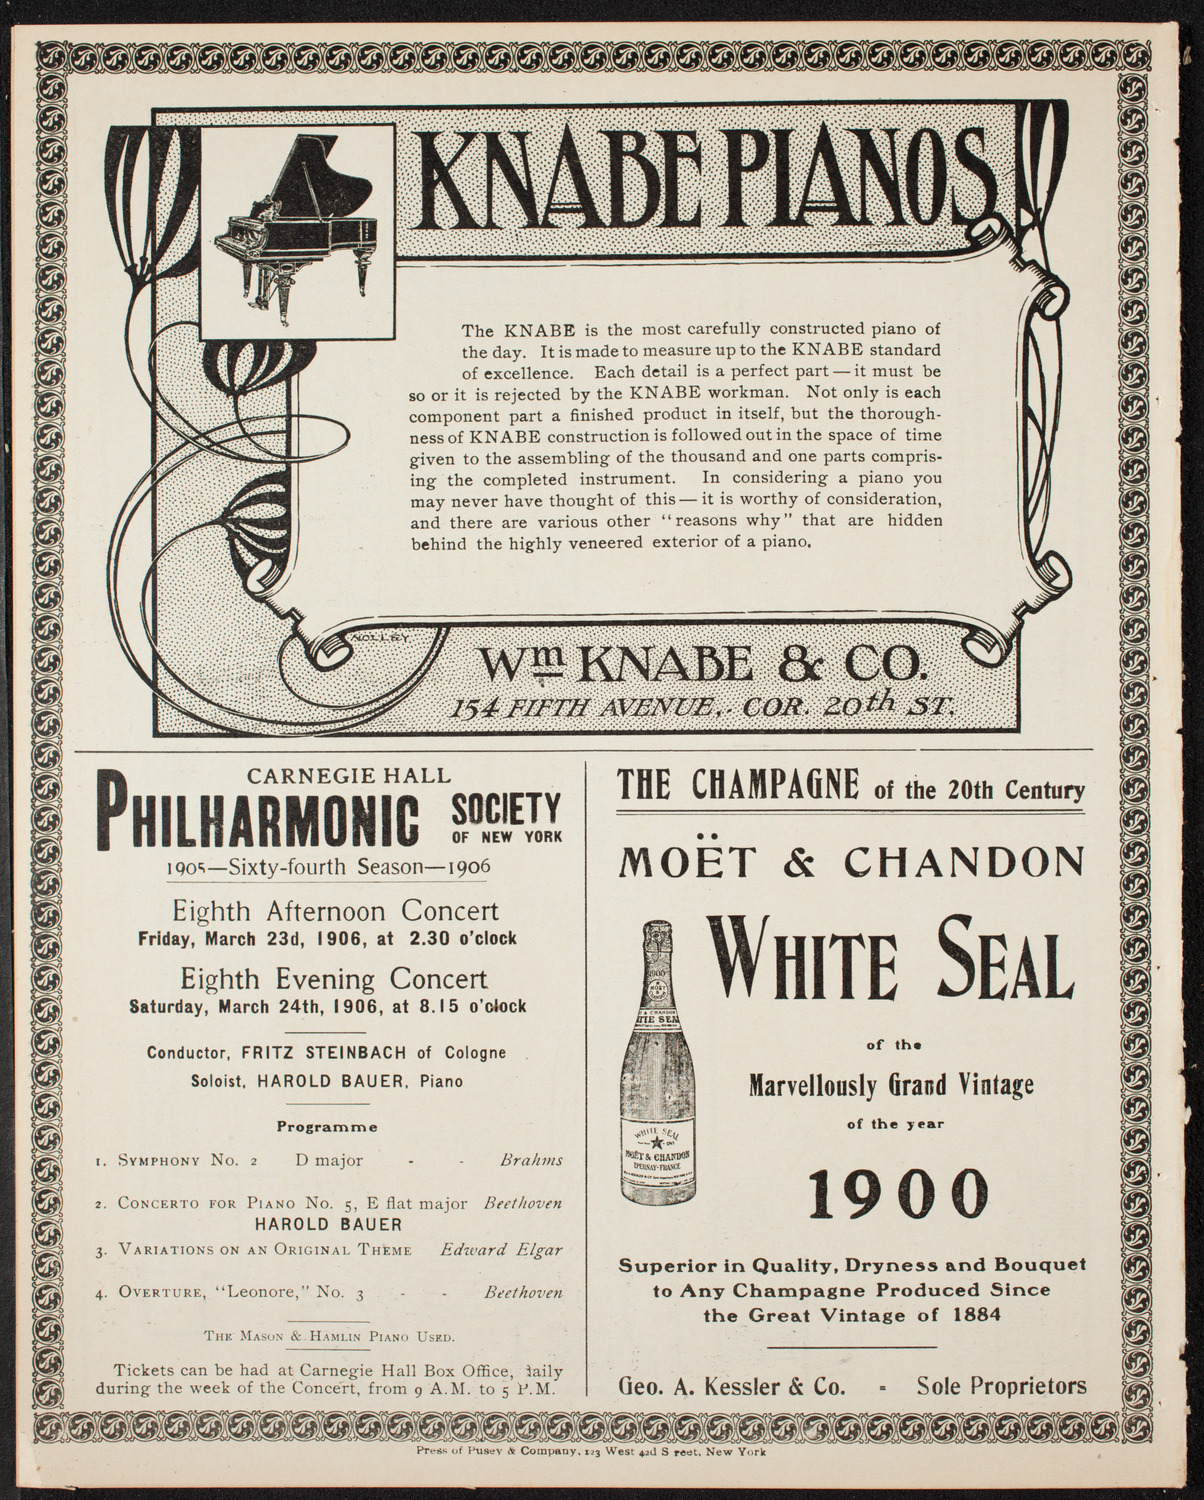 KNABE PIANOS
The KNABE is the most carefully constructed piano of
the day. It is made to measure up to the KNABE standard
of excellence. Each detail is a perfect part — it must be
so or it is rejected by the KNABE workman. Not only is each
component part a finished product in itself, but the thorough-
ness of KNABE construction is followed out in the space of time
given to the assembling of the thousand and one parts compris-
ing the completed instrument. In considering a piano you
may never have thought of this — it is worthy of consideration,
and there are various other "reasons why" that are hidden
behind the highly veneered exterior of a piano.
NOLLEY
Wm KNABE & CO.
154 FIFTH AVENUE, COR. 20th ST.
CARNEGIE HALL
PHILHARMONIC SOCIETY
OF NEW YORK
1905—Sixty-fourth Season—1906
Eighth Afternoon Concert
Friday, March 23d, 1906, at 2.30 o'clock
Eighth Evening Concert
Saturday, March 24th, 1906, at 8.15 o'clock
Conductor, FRITZ STEINBACH of Cologne
Soloist, HAROLD BAUER, Piano
Programme
1. SYMPHONY No. 2 D major - - Brahms
2. CONCERTO FOR PIANO No. 5, E flat major Beethoven
HAROLD BAUER
3. VARIATIONS ON AN ORIGINAL THEME Edward Elgar
4. OVERTURE, "Leonore," No. 3 - - Beethoven
THE MASON & HAMLIN PIANO USED.
Tickets can be had at Carnegie Hall Box Office, daily
during the week of the Concert, from 9 A.M. to 5 P.M.
THE CHAMPAGNE of the 20th Century
MOËT & CHANDON
WHITE SEAL
of the
Marvellously Grand Vintage
of the year
1900
1900
MOËT
& CHANDON
ITE SEA
WHITE SEAL
MOËT & CHANDON
EPERNAY-FRANCE
Superior in Quality, Dryness and Bouquet
to Any Champagne Produced Since
the Great Vintage of 1884
Geo. A. Kessler & Co. - Sole Proprietors
Press of Pusey & Company, 123 West 42d S reet, New York